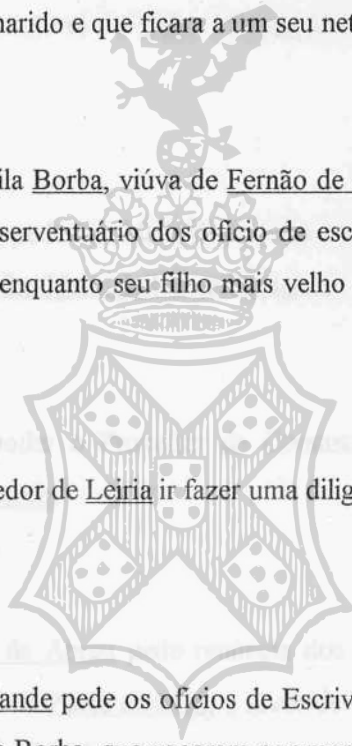 arido e que ficara a um seu net
ila Borba, viúva de Fernão de
serventuário dos ofício de esc
enquanto seu filho mais velho
edor de Leiria ir fazer uma dilig
ande pede os ofícios de Escriv